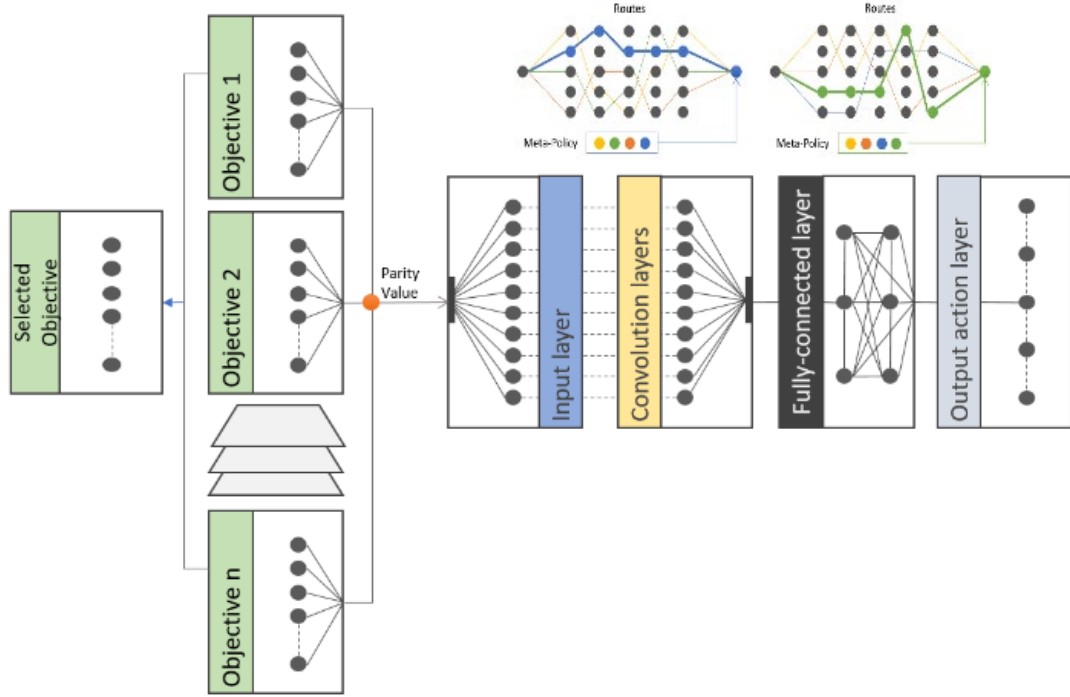 Routes
Routes
Meta-Policy
Meta-Policy
Objective 1
Selected
Objective
Objective 2
Parity
Value
Input layer
Convolution layers
Fully-connected layer
Output action layer
Objective n